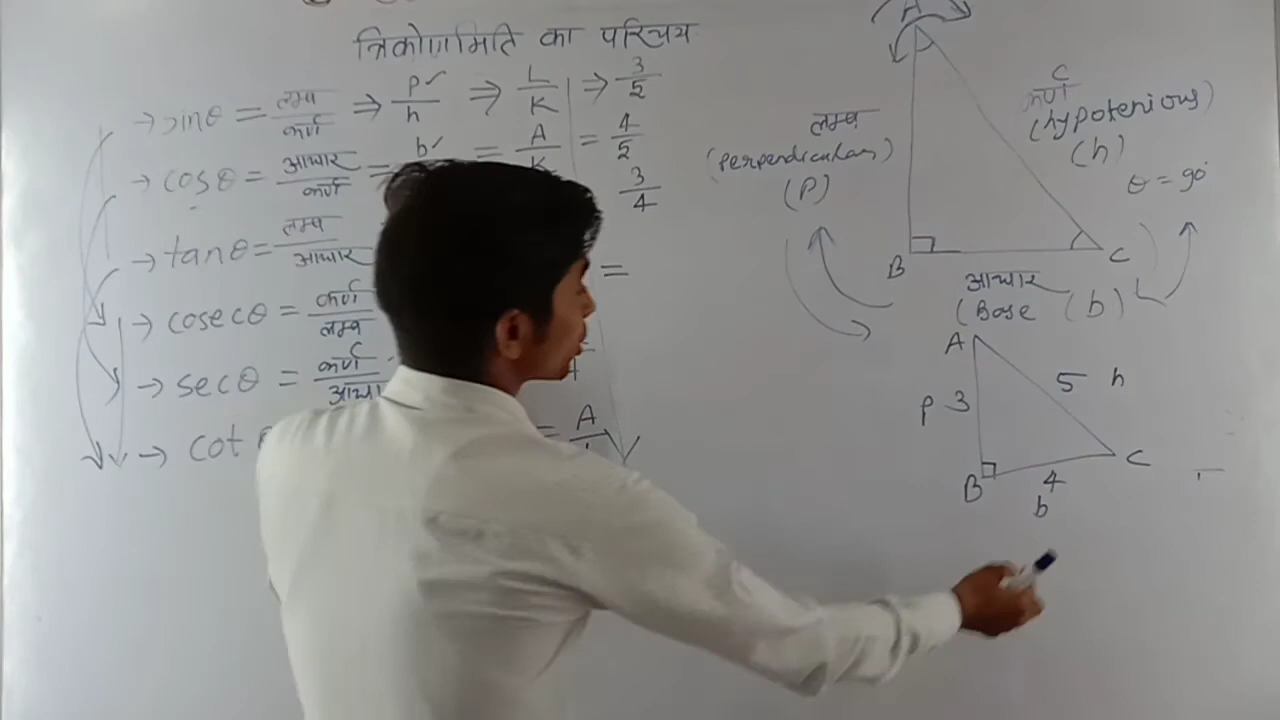 त्रिकोणमिति का परिचय
→ sinθ = लम्ब/कर्ण ⇒ p✓/h ⇒ L/K ⇒ 3/5
→ cosθ = आधार/कर्ण = b✓ = A/K = 4/5
→ tanθ = लम्ब/आधार 3/4
→ cosecθ = कर्ण/लम्ब =
→ secθ = कर्ण/आधा
→ cot = A
A
लम्ब
(perpendicular)
(P)
C
कर्ण
(hypotenious)
(h)
θ = 90°
B
C
आधार
(Base (b)
A
P 3
5 h
B
4
b
C